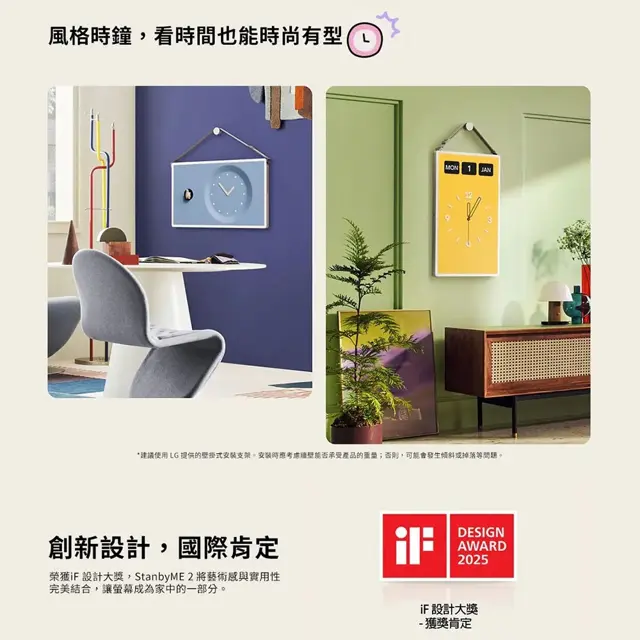 風格時鐘，看時間也能時尚有型
MON 1 JAN
12
*建議使用 LG 提供的壁掛式安裝支架。安裝時應考慮牆壁能否承受產品的重量；否則，可能會發生傾斜或掉落等問題。
創新設計，國際肯定
榮獲iF 設計大獎，StanbyME 2 將藝術感與實用性
完美結合，讓螢幕成為家中的一部分。
iF DESIGN
AWARD
2025
iF 設計大獎
- 獲獎肯定